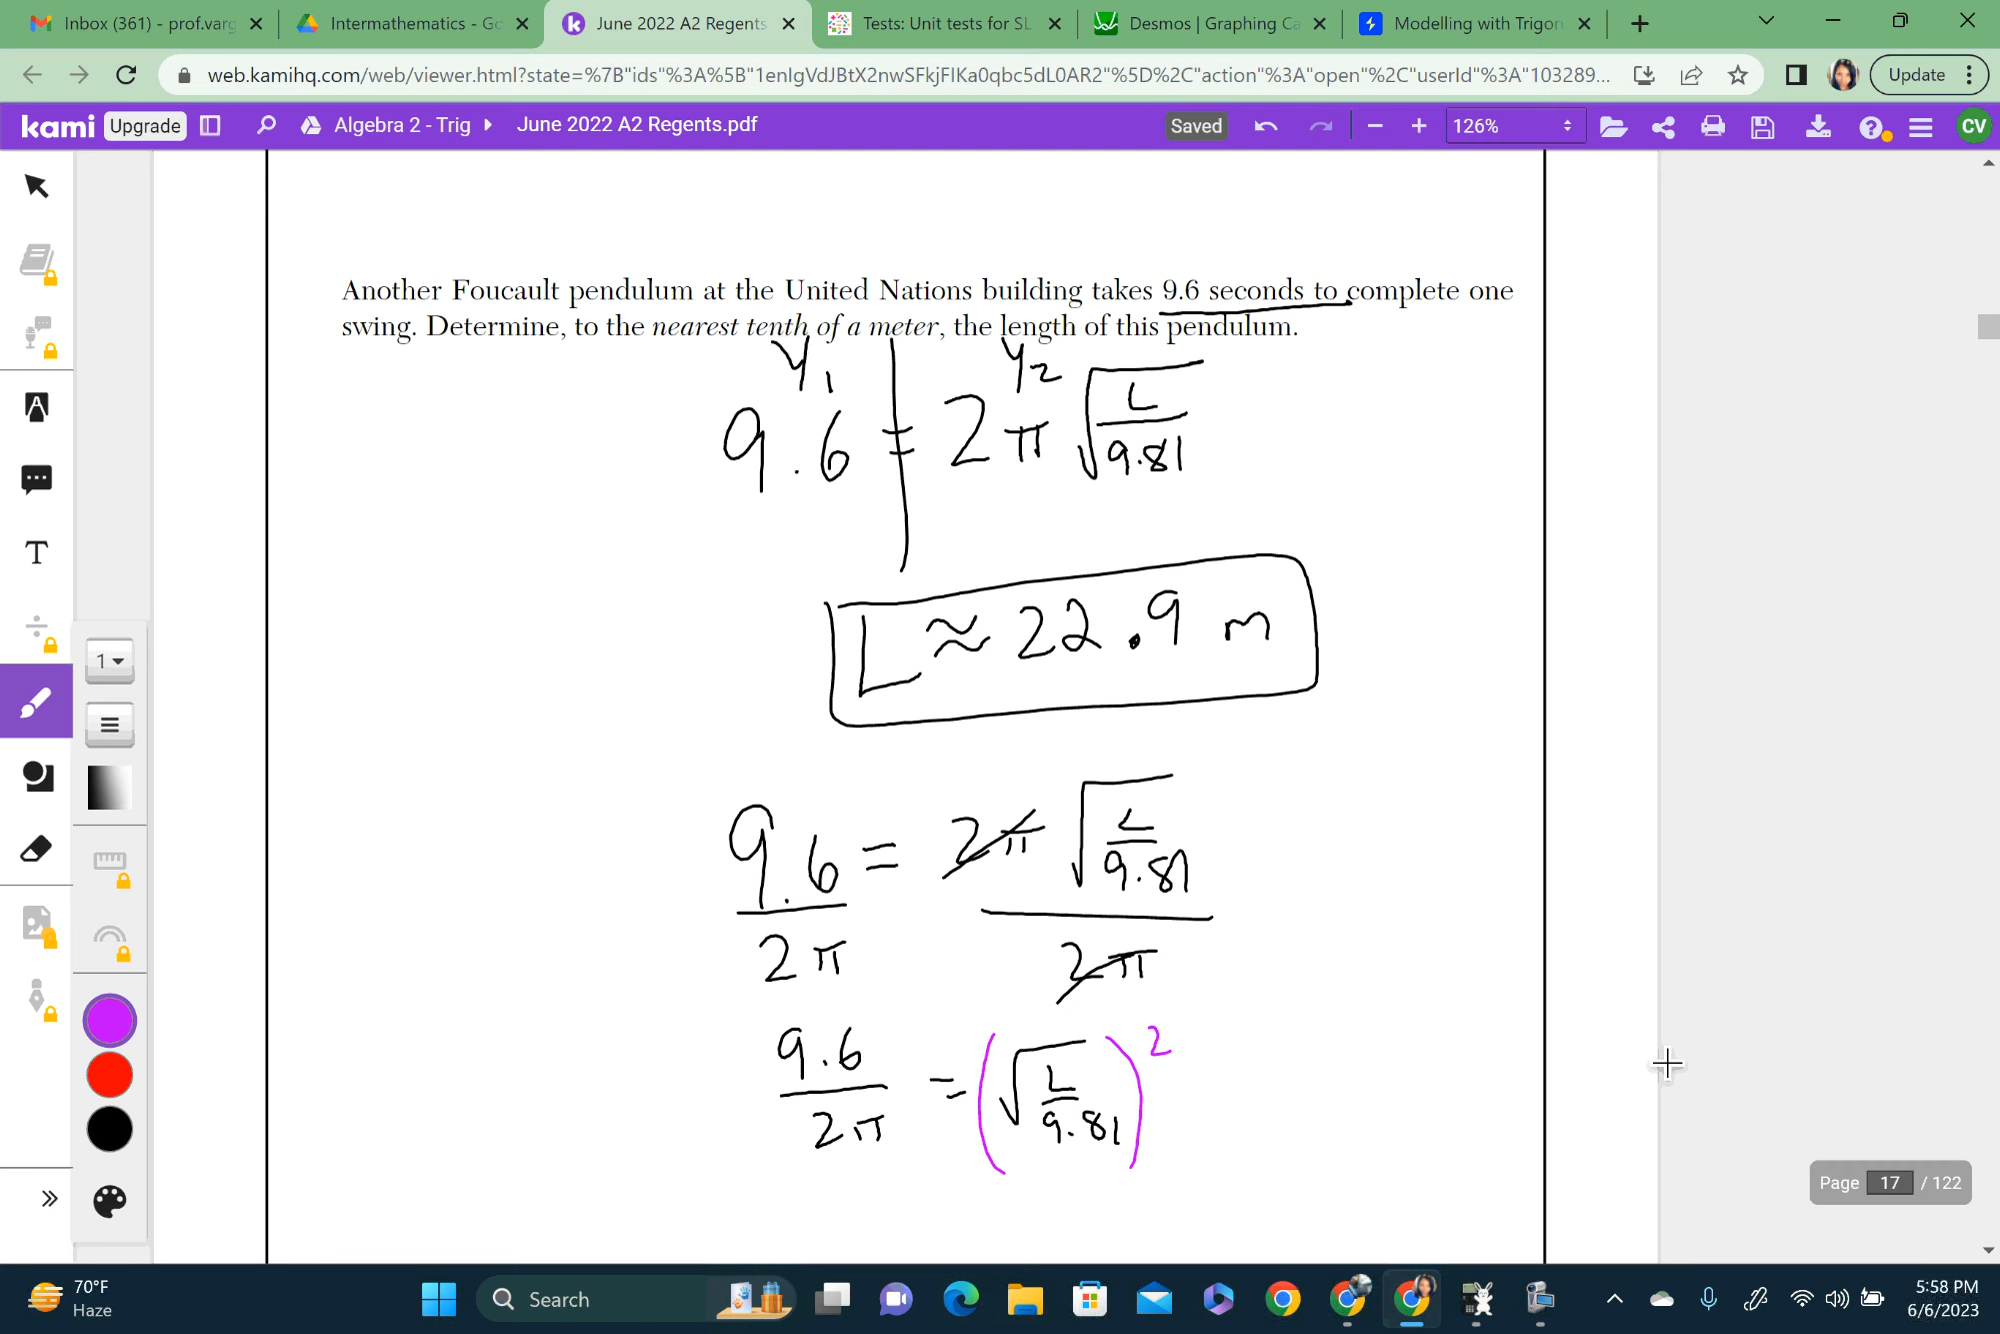 Inbox (361) - prof.varg
Intermathematics - Go
June 2022 A2 Regents
Tests: Unit tests for SL
Desmos | Graphing Ca
Modelling with Trigon
web.kamihq.com/web/viewer.html?state=%7B"ids"%3A%5B"1enIgVdJBtX2nwSFkjFIKa0qbc5dL0AR2"%5D%2C"action"%3A"open"%2C"userId"%3A"103289...
Update
kami Upgrade
Algebra 2 - Trig
June 2022 A2 Regents.pdf
Saved
126%
CV
Another Foucault pendulum at the United Nations building takes 9.6 seconds to complete one
swing. Determine, to the nearest tenth of a meter, the length of this pendulum.
Y1 Y2
9.6 = 2π √(L/9.81)
L ≈ 22.9 m
9.6/2π = 2π √(L/9.81)/2π
9.6/2π = (√(L/9.81))²
T
1
Page 17 / 122
70°F
Haze
Search
5:58 PM
6/6/2023